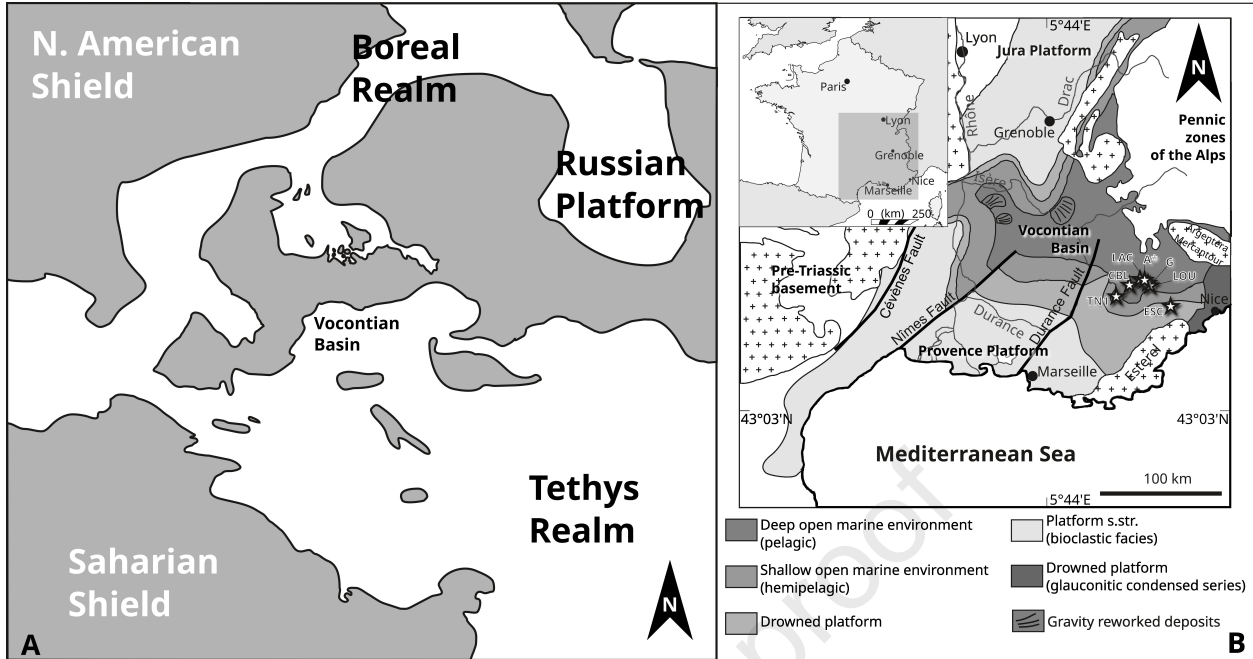 N. American
Shield
Boreal
Realm
Russian
Platform
Vocontian
Basin
Tethys
Realm
Saharian
Shield
N
A
5°44'E
Lyon
Jura Platform
Paris
Rhône
Drac
Grenoble
N
Pennic
zones
of the Alps
Lyon
Grenoble
Nice
Marseille
0 (km) 250
Isère
Vocontian
Basin
Argentera
Mercantour
Pre-Triassic
basement
Cévènes Fault
LAC
A*
G
CBL
LOU
TN1
ESC
Nice
Nîmes Fault
Durance
Durance Fault
Provence Platform
Marseille
Esterel
43°03'N
43°03'N
Mediterranean Sea
100 km
5°44'E
Deep open marine environment
(pelagic)
Shallow open marine environment
(hemipelagic)
Drowned platform
Platform s.str.
(bioclastic facies)
Drowned platform
(glauconitic condensed series)
Gravity reworked deposits
B
proof